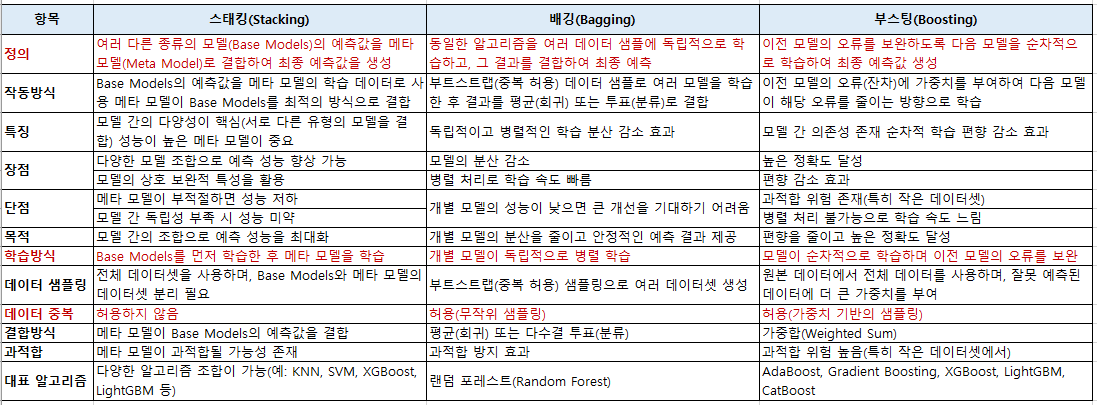 항목 스태킹(Stacking) 배깅(Bagging) 부스팅(Boosting)
정의
여러 다른 종류의 모델(Base Models)의 예측값을 메타
모델(Meta Model)로 결합하여 최종 예측값을 생성
동일한 알고리즘을 여러 데이터 샘플에 독립적으로 학
습하고, 그 결과를 결합하여 최종 예측
이전 모델의 오류를 보완하도록 다음 모델을 순차적으
로 학습하여 최종 예측값 생성
작동방식
Base Models의 예측값을 메타 모델의 학습 데이터로 사
용 메타 모델이 Base Models를 최적의 방식으로 결합
부트스트랩(중복 허용) 데이터 샘플로 여러 모델을 학습
한 후 결과를 평균(회귀) 또는 투표(분류)로 결합
이전 모델의 오류(잔차)에 가중치를 부여하여 다음 모델
이 해당 오류를 줄이는 방향으로 학습
특징
모델 간의 다양성이 핵심(서로 다른 유형의 모델을 결
합) 성능이 높은 메타 모델이 중요
독립적이고 병렬적인 학습 분산 감소 효과
모델 간 의존성 존재 순차적 학습 편향 감소 효과
장점
다양한 모델 조합으로 예측 성능 향상 가능
모델의 상호 보완적 특성을 활용
모델의 분산 감소
병렬 처리로 학습 속도 빠름
높은 정확도 달성
편향 감소 효과
단점
메타 모델이 부적절하면 성능 저하
모델 간 독립성 부족 시 성능 미약
개별 모델의 성능이 낮으면 큰 개선을 기대하기 어려움
과적합 위험 존재(특히 작은 데이터셋)
병렬 처리 불가능으로 학습 속도 느림
목적
모델 간의 조합으로 예측 성능을 최대화
개별 모델의 분산을 줄이고 안정적인 예측 결과 제공
편향을 줄이고 높은 정확도 달성
학습방식
Base Models를 먼저 학습한 후 메타 모델을 학습
개별 모델이 독립적으로 병렬 학습
모델이 순차적으로 학습하며 이전 모델의 오류를 보완
데이터 샘플링
전체 데이터셋을 사용하며, Base Models와 메타 모델의
데이터셋 분리 필요
부트스트랩(중복 허용) 샘플링으로 여러 데이터셋 생성
원본 데이터에서 전체 데이터를 사용하며, 잘못 예측된
데이터에 더 큰 가중치를 부여
데이터 중복
허용하지 않음
허용(무작위 샘플링)
허용(가중치 기반의 샘플링)
결합방식
메타 모델이 Base Models의 예측값을 결합
평균(회귀) 또는 다수결 투표(분류)
가중합(Weighted Sum)
과적합
메타 모델이 과적합될 가능성 존재
과적합 방지 효과
과적합 위험 높음(특히 작은 데이터셋에서)
대표 알고리즘
다양한 알고리즘 조합이 가능(예: KNN, SVM, XGBoost,
LightGBM 등)
랜덤 포레스트(Random Forest)
AdaBoost, Gradient Boosting, XGBoost, LightGBM,
CatBoost